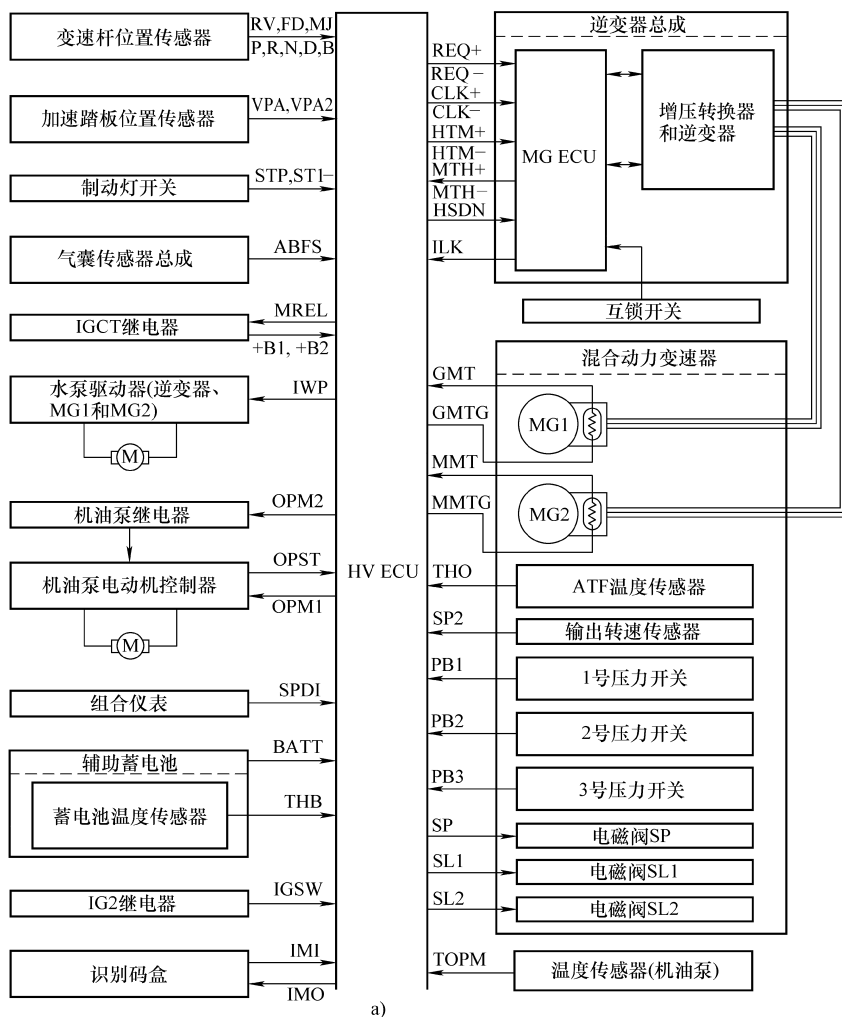 变速杆位置传感器
RV,FD,MJ
P,R,N,D,B
加速踏板位置传感器
VPA,VPA2
制动灯开关
STP,ST1-
气囊传感器总成
ABFS
IGCT继电器
MREL
+B1, +B2
水泵驱动器(逆变器、
MG1和MG2)
IWP
M
机油泵继电器
OPM2
机油泵电动机控制器
OPST
OPM1
M
组合仪表
SPDI
辅助蓄电池
BATT
蓄电池温度传感器
THB
IG2继电器
IGSW
识别码盒
IMI
IMO
HV ECU
REQ+
REQ-
CLK+
CLK-
HTM+
HTM-
MTH+
MTH-
HSDN
ILK
逆变器总成
MG ECU
增压转换器
和逆变器
互锁开关
混合动力变速器
GMT
GMTG
MG1
MMT
MMTG
MG2
THO
ATF温度传感器
SP2
输出转速传感器
PB1
1号压力开关
PB2
2号压力开关
PB3
3号压力开关
SP
电磁阀SP
SL1
电磁阀SL1
SL2
电磁阀SL2
TOPM
温度传感器(机油泵)
a)